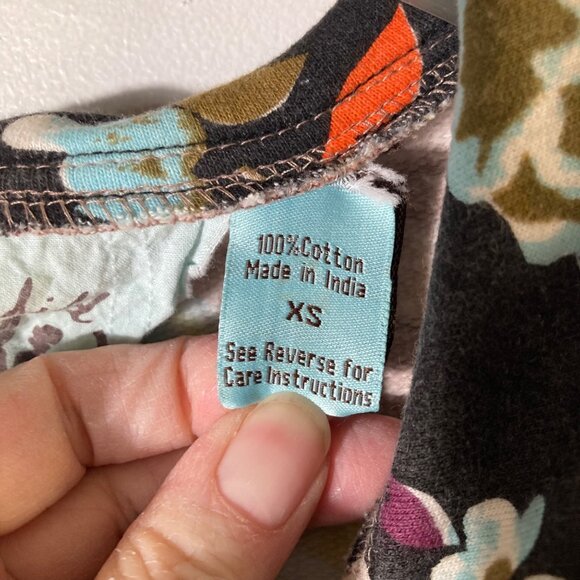 100%Cotton
Made in India
XS
See Reverse for
Care Instructions